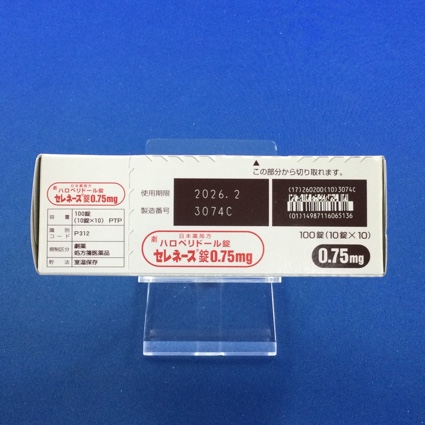 日本薬局方
劇 ハロペリドール錠
セレネース錠0.75mg
容量 100錠
(10錠×10) PTP
識別コード P312
規制区分 劇薬
処方箋医薬品
貯法 室温保存
使用期限 2026.2
製造番号 3074C
日本薬局方
劇 ハロペリドール錠
セレネース錠0.75mg
▲
この部分から切り取れます。
(17)260200(10)3074C
(01)14987116065136
100錠(10錠×10)
0.75mg